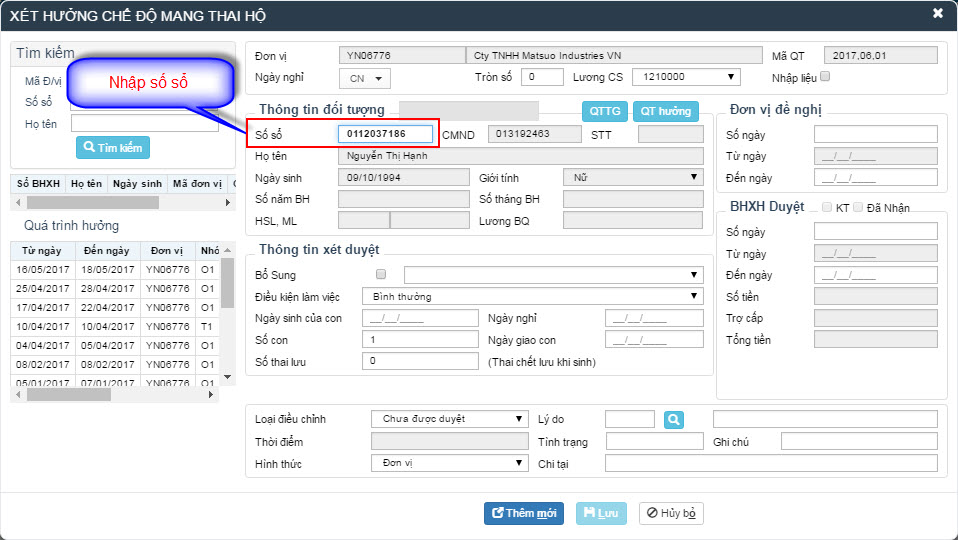 XÉT HƯỞNG CHẾ ĐỘ MANG THAI HỘ
Tìm kiếm
Mã Đ/vị
Số sổ
Họ tên
Tìm kiếm
Nhập số sổ
Số BHXH Họ tên Ngày sinh Mã đơn vị
Quá trình hưởng
Từ ngày Đến ngày Đơn vị Nhó
16/05/2017 18/05/2017 YN06776 O1
25/04/2017 28/04/2017 YN06776 O1
17/04/2017 22/04/2017 YN06776 O1
10/04/2017 10/04/2017 YN06776 T1
04/04/2017 05/04/2017 YN06776 O1
08/02/2017 08/02/2017 YN06776 O1
05/01/2017 07/01/2017 YN06776 O1
Đơn vị YN06776 Cty TNHH Matsuo Industries VN Mã QT 2017,06,01
Ngày nghỉ CN Tròn số 0 Lương CS 1210000 Nhập liệu
Thông tin đối tượng QTTG QT hưởng
Số sổ 0112037186 CMND 013192463 STT
Họ tên Nguyễn Thị Hạnh
Ngày sinh 09/10/1994 Giới tính Nữ
Số năm BH Số tháng BH
HSL, ML Lương BQ
Đơn vị đề nghị
Số ngày
Từ ngày __/__/____
Đến ngày __/__/____
BHXH Duyệt KT Đã Nhận
Số ngày
Từ ngày __/__/____
Đến ngày __/__/____
Số tiền
Trợ cấp
Tổng tiền
Thông tin xét duyệt
Bổ Sung
Điều kiện làm việc Bình thường
Ngày sinh của con __/__/____ Ngày nghỉ __/__/____
Số con 1 Ngày giao con __/__/____
Số thai lưu 0 (Thai chết lưu khi sinh)
Loại điều chỉnh Chưa được duyệt Lý do
Thời điểm Tình trạng Ghi chú
Hình thức Đơn vị Chi tại
Thêm mới Lưu Hủy bỏ